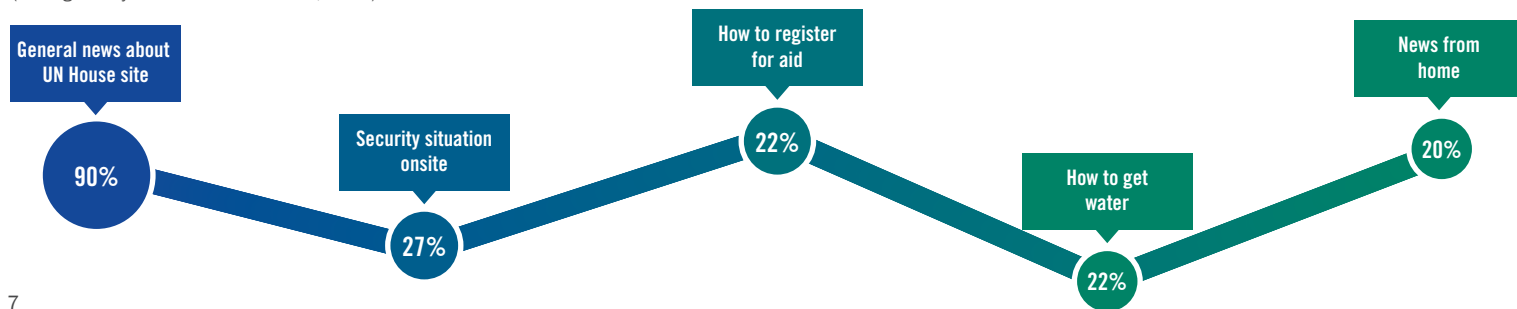 General news about
UN House site
90%
Security situation
onsite
27%
How to register
for aid
22%
How to get
water
22%
News from
home
20%
7